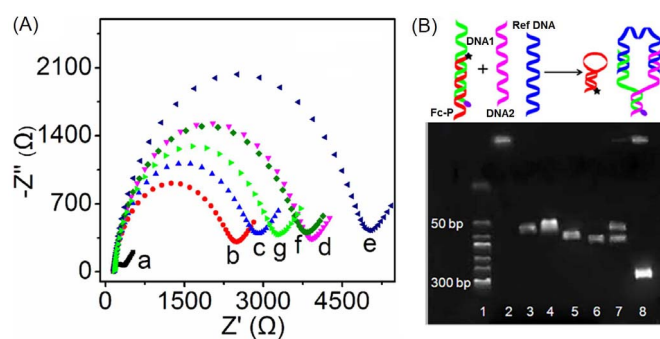 (A)
2100
1400
700
0
-Z'' (Ω)
a
b
c
g
f
d
e
0
1500
3000
4500
Z' (Ω)
(B)
Ref DNA
DNA1
+
Fc-P
DNA2
50 bp
300 bp
1 2 3 4 5 6 7 8